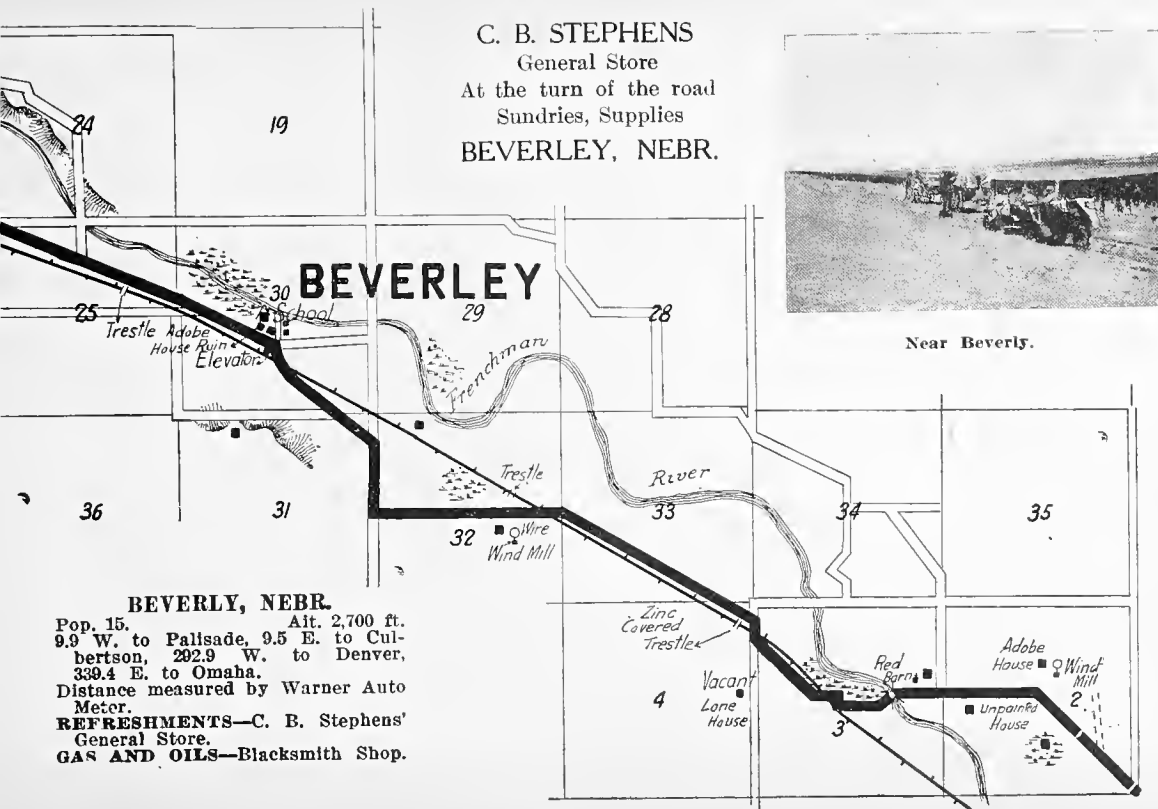 C. B. STEPHENS
General Store
At the turn of the road
Sundries, Supplies
BEVERLEY, NEBR.
Near Beverly.
24
19
BEVERLEY
30
School
29
28
25
Trestle
Adobe
House Ruin
Elevator
Frenchman
River
Trestle
36
31
32
Wire
Wind Mill
33
34
35
Zinc
Covered
Trestle
Vacant
Lone
House
4
3
Red
Barn
Adobe
House
Wind
Mill
2
Unpainted
House
BEVERLY, NEBR.
Pop. 15. Alt. 2,700 ft.
9.9 W. to Palisade, 9.5 E. to Cul-
bertson, 292.9 W. to Denver,
339.4 E. to Omaha.
Distance measured by Warner Auto
Meter.
REFRESHMENTS—C. B. Stephens'
General Store.
GAS AND OILS—Blacksmith Shop.